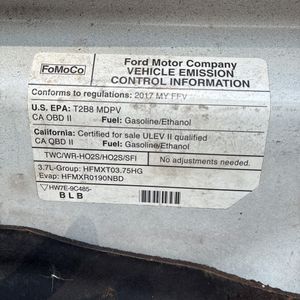 FoMoCo
Ford Motor Company
VEHICLE EMISSION
CONTROL INFORMATION
Conforms to regulations: 2017 MY FFV
U.S. EPA: T2B8 MDPV
CA OBD II Fuel: Gasoline/Ethanol
California: Certified for sale ULEV II qualified
CA OBD II Fuel: Gasoline/Ethanol
TWC/WR-HO2S/HO2S/SFI No adjustments needed.
3.7L-Group: HFMXT03.75HG
Evap: HFMXR0190NBD
HW7E-9C485-
BLB